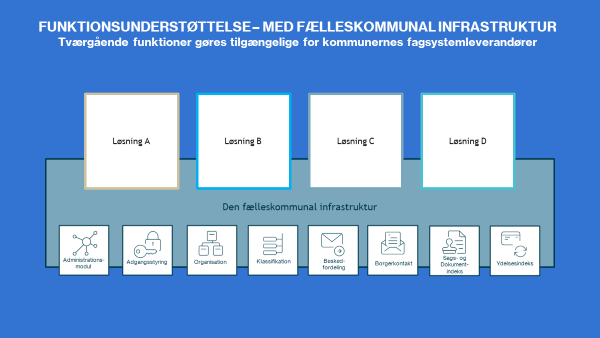 FUNKTIONSUNDERSTØTTELSE – MED FÆLLESKOMMUNAL INFRASTRUKTUR
Tværgående funktioner gøres tilgængelige for kommunernes fagsystemleverandører
Løsning A
Løsning B
Løsning C
Løsning D
Den fælleskommunal infrastruktur
Administrations-
modul
Adgangsstyring
Organisation
Klassifikation
Besked-
fordeling
Borgerkontakt
Sags- og
Dokument-
indeks
Ydelsesindeks